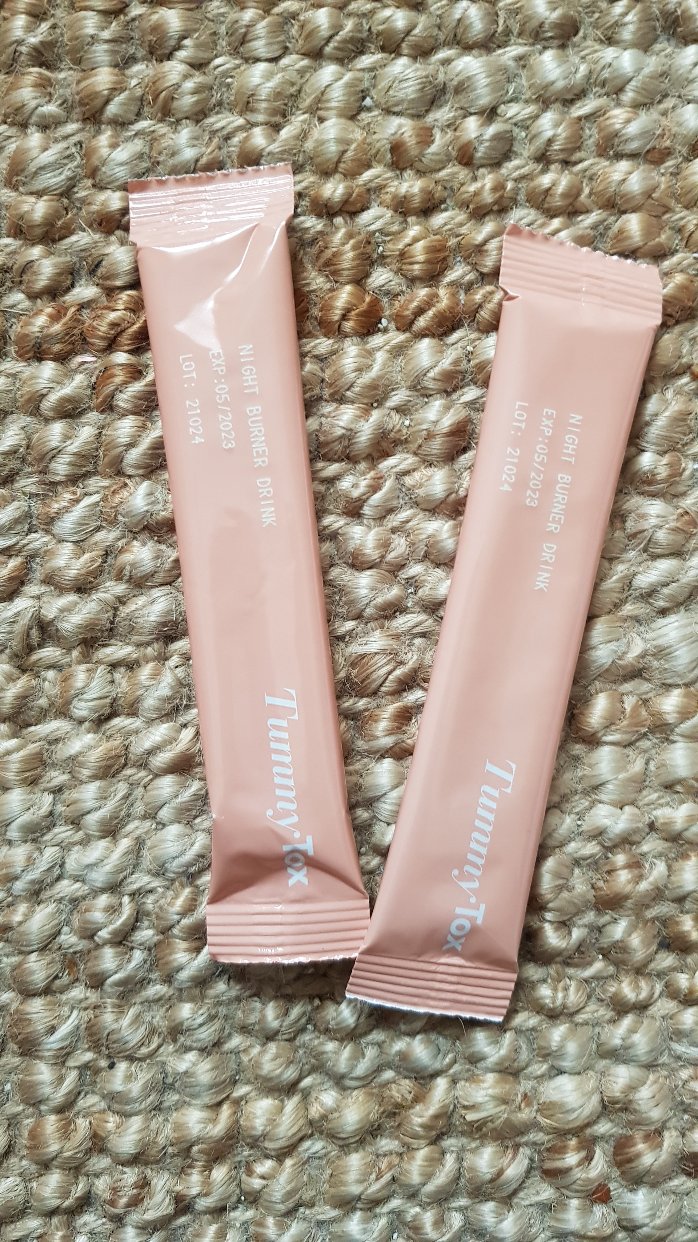 NIGHT BURNER DRINK
EXP:05/2023
LOT: 21024
TummyTox
NIGHT BURNER DRINK
EXP:05/2023
LOT: 21024
TummyTox